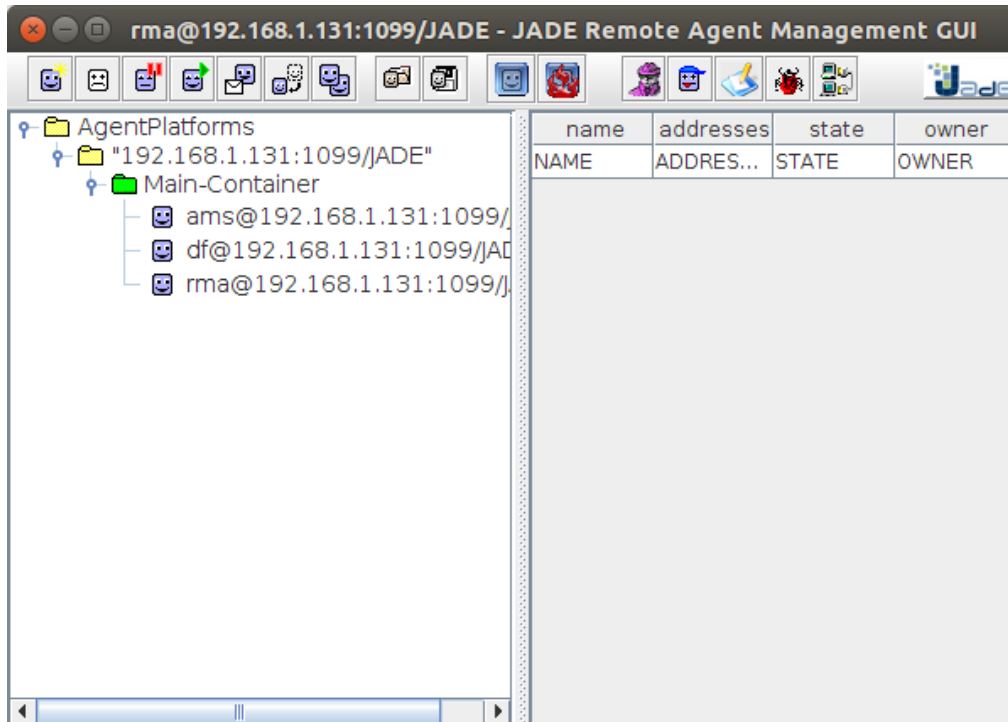 rma@192.168.1.131:1099/JADE - JADE Remote Agent Management GUI
Jade
AgentPlatforms
"192.168.1.131:1099/JADE"
Main-Container
ams@192.168.1.131:1099/J
df@192.168.1.131:1099/JAD
rma@192.168.1.131:1099/J
name addresses state owner
NAME ADDRES... STATE OWNER